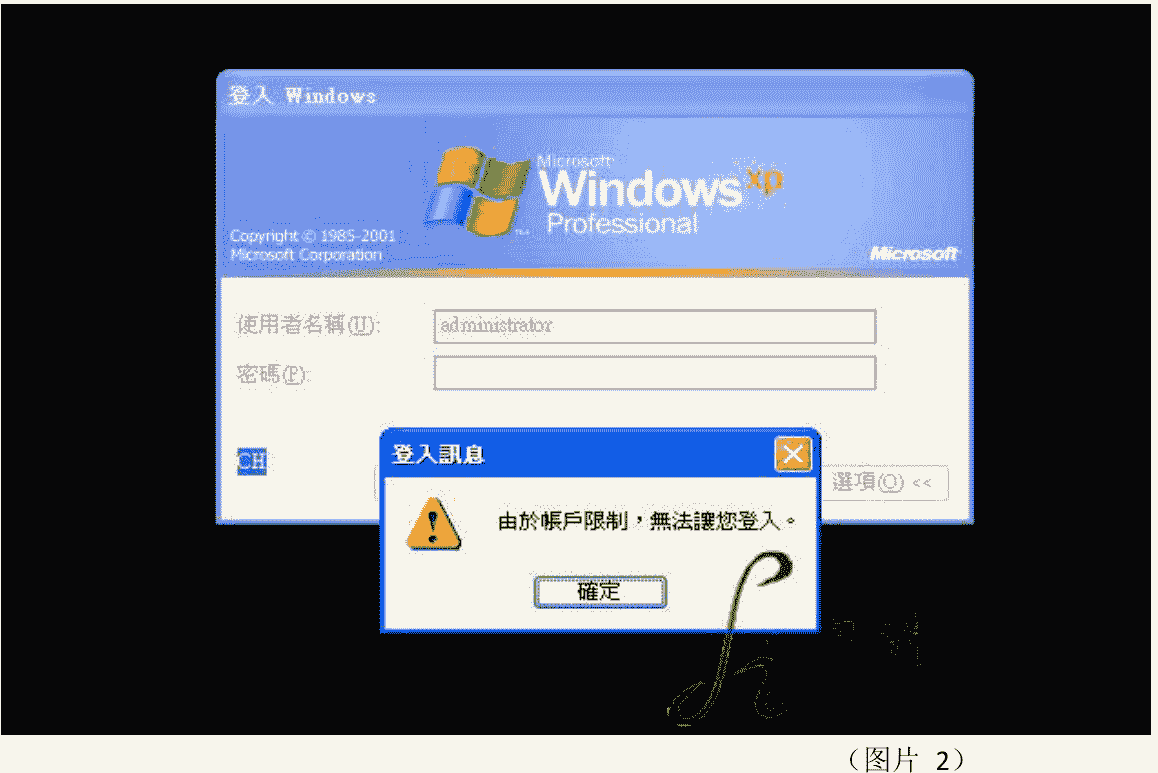 登入 Windows
Microsoft
Windows xp
Professional
Copyright © 1985-2001
Microsoft Corporation
Microsoft
使用者名稱(U):
administrator
密碼(P):
登入訊息
CH
選項(O) <<
由於帳戶限制，無法讓您登入。
確定
（图片 2）